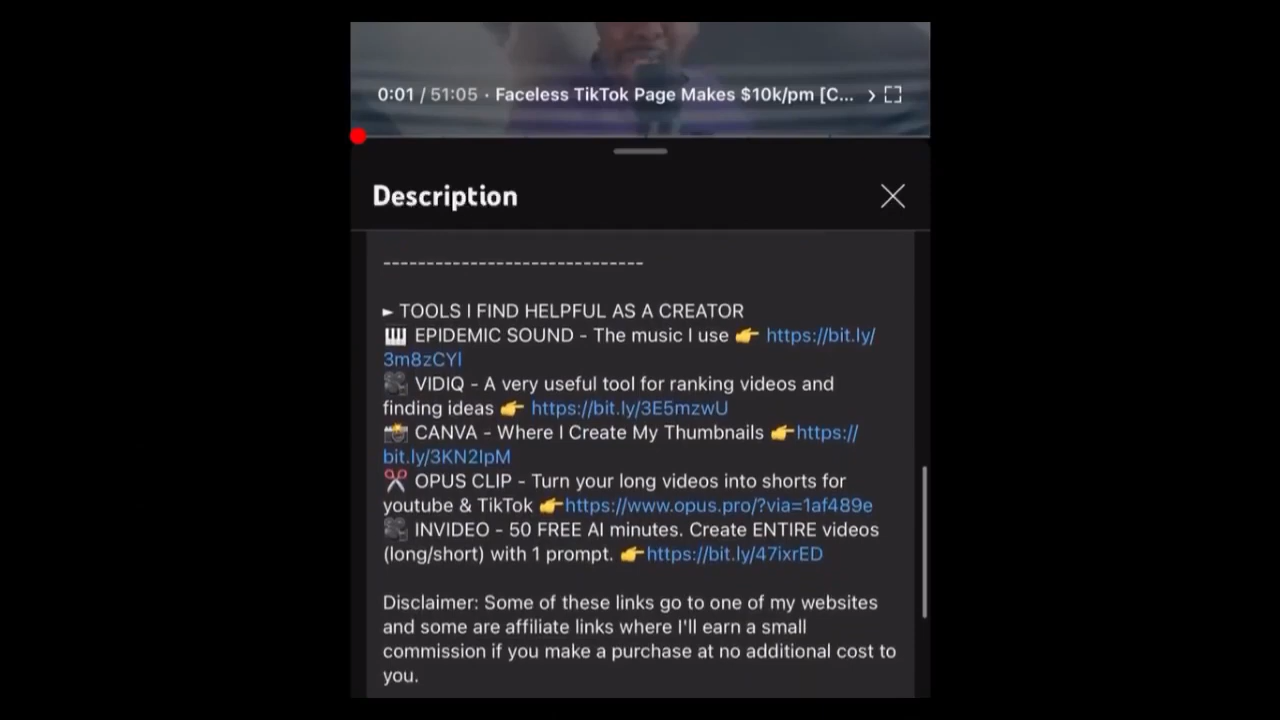 0:01 / 51:05 · Faceless TikTok Page Makes $10k/pm [C...
Description
------------------------------
► TOOLS I FIND HELPFUL AS A CREATOR
🎹 EPIDEMIC SOUND - The music I use 👉 https://bit.ly/
3m8zCYl
🎥 VIDIQ - A very useful tool for ranking videos and
finding ideas 👉 https://bit.ly/3E5mzwU
📸 CANVA - Where I Create My Thumbnails 👉https://
bit.ly/3KN2IpM
✂️ OPUS CLIP - Turn your long videos into shorts for
youtube & TikTok 👉https://www.opus.pro/?via=1af489e
🎥 INVIDEO - 50 FREE AI minutes. Create ENTIRE videos
(long/short) with 1 prompt. 👉https://bit.ly/47ixrED
Disclaimer: Some of these links go to one of my websites
and some are affiliate links where I'll earn a small
commission if you make a purchase at no additional cost to
you.